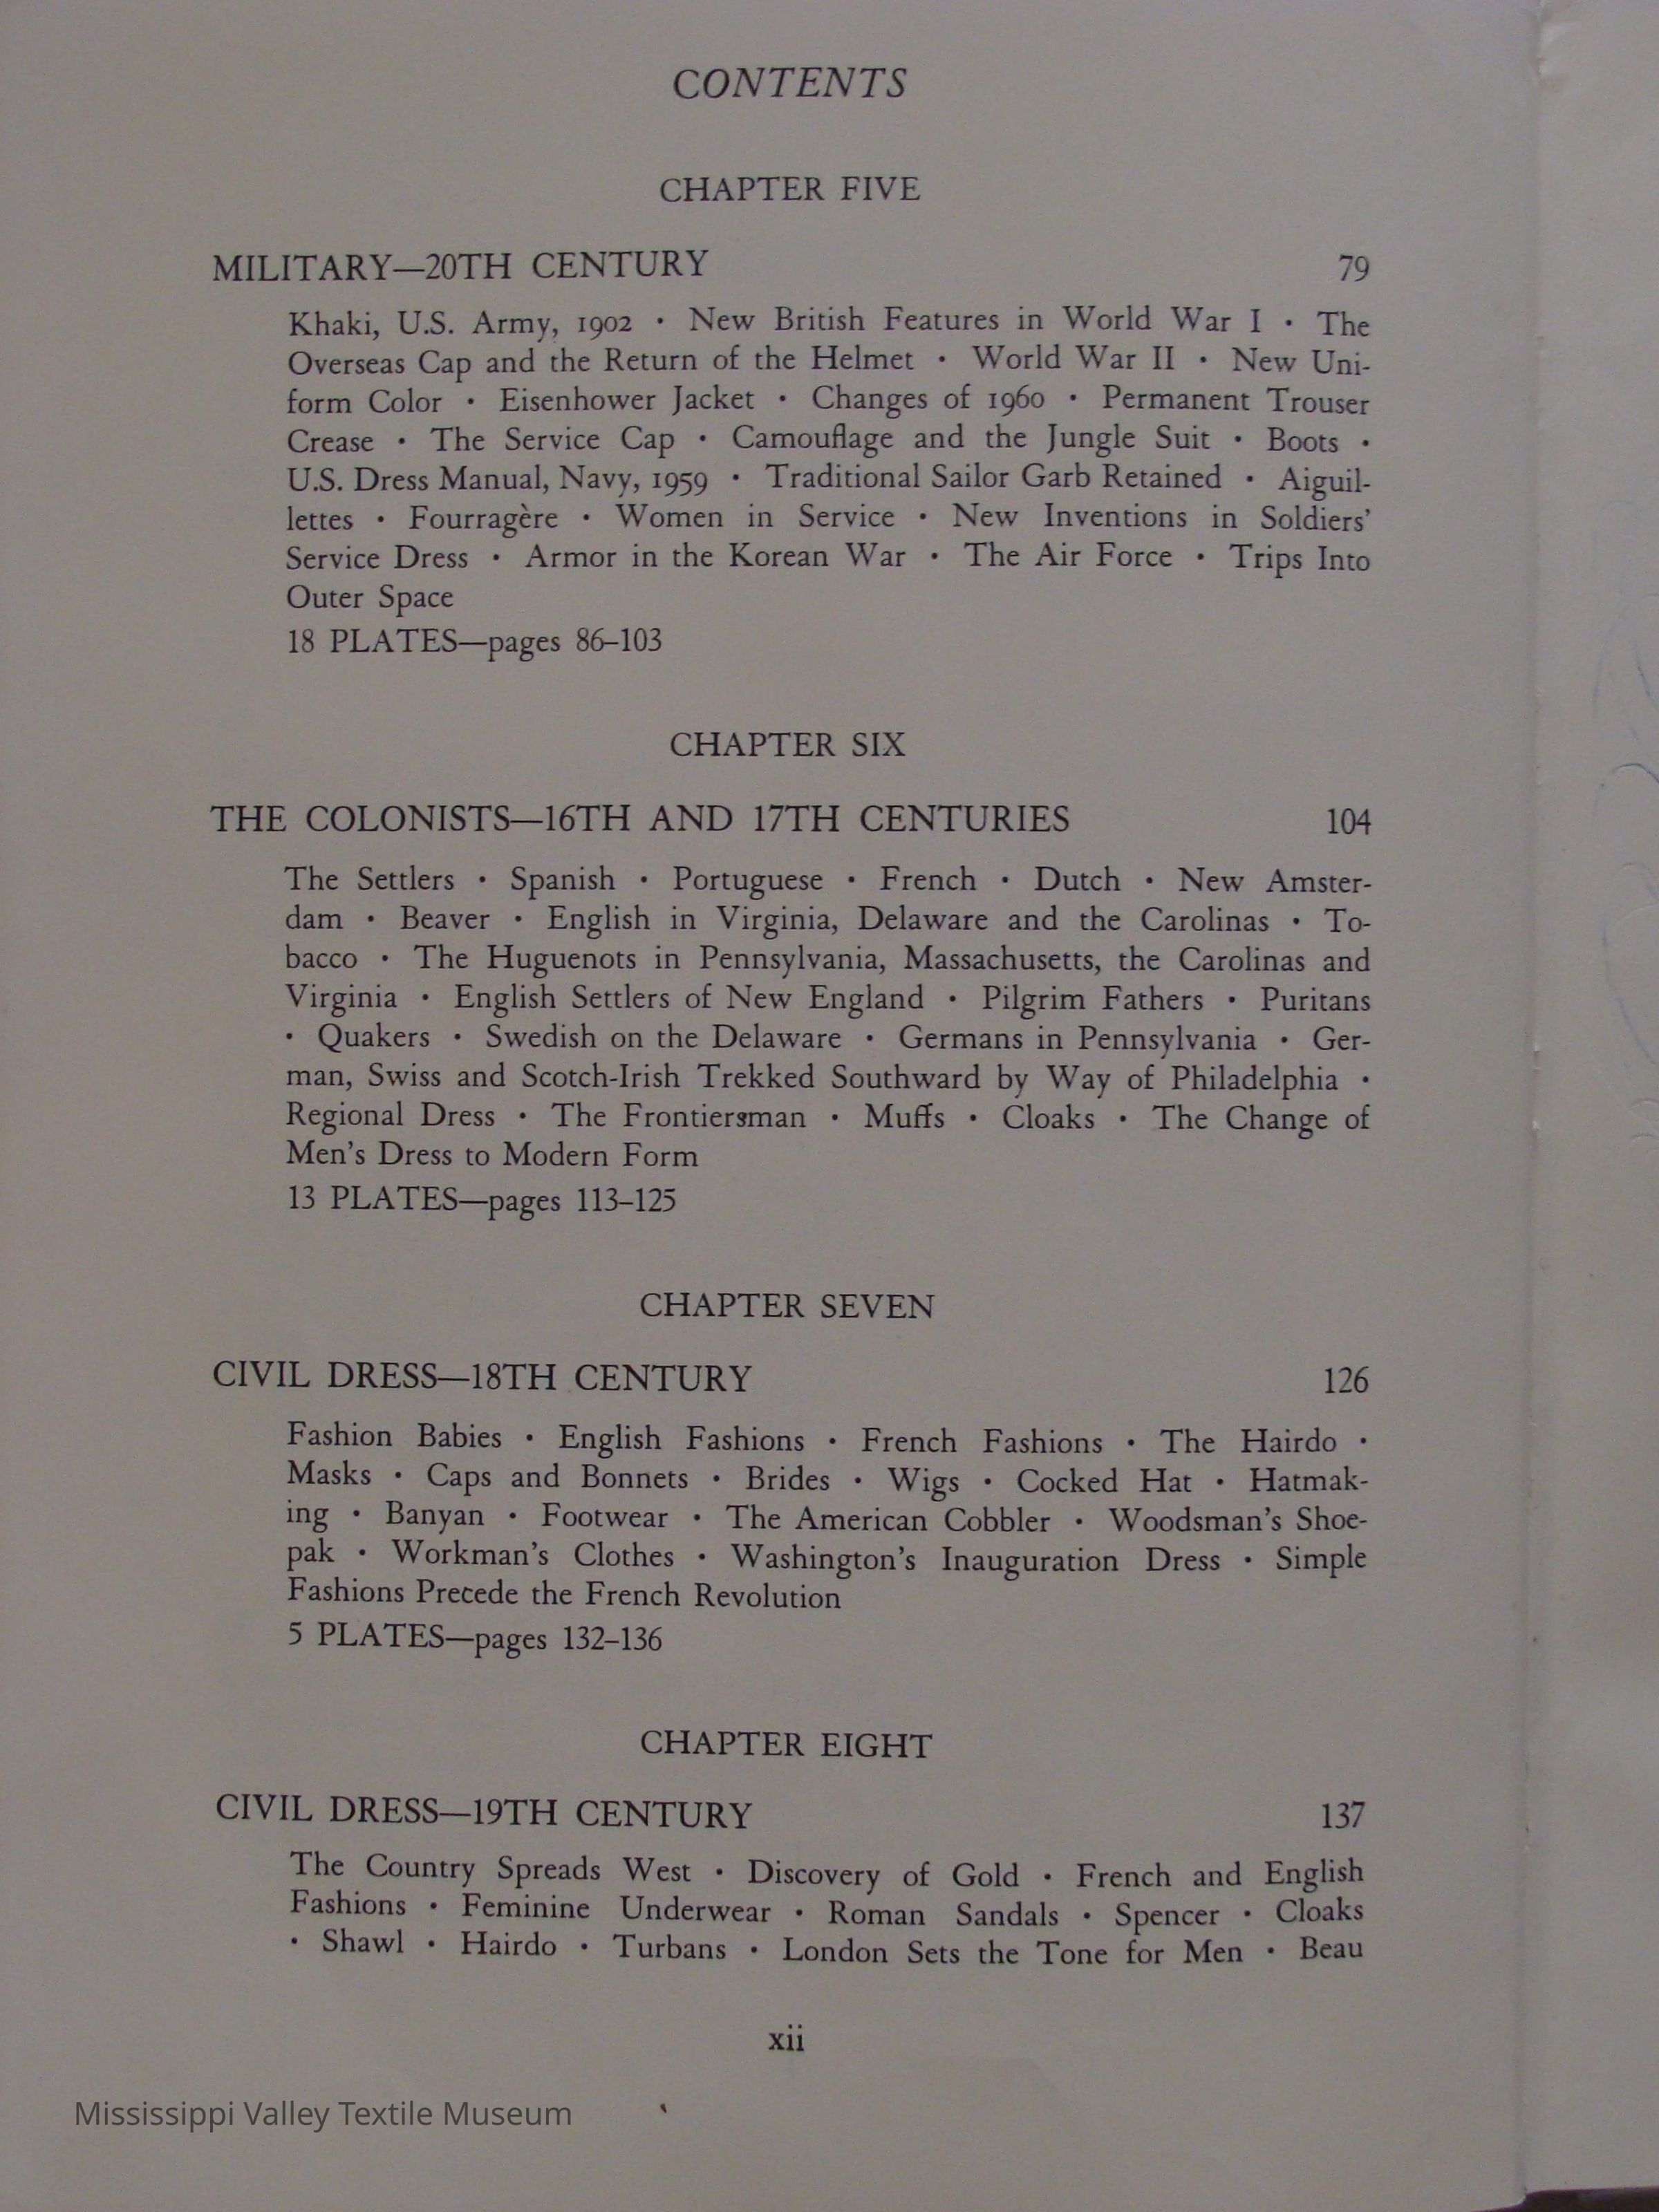 CONTENTS
CHAPTER FIVE
MILITARY—20TH CENTURY 79
Khaki, U.S. Army, 1902 · New British Features in World War I · The
Overseas Cap and the Return of the Helmet · World War II · New Uni-
form Color · Eisenhower Jacket · Changes of 1960 · Permanent Trouser
Crease · The Service Cap · Camouflage and the Jungle Suit · Boots ·
U.S. Dress Manual, Navy, 1959 · Traditional Sailor Garb Retained · Aiguil-
lettes · Fourragère · Women in Service · New Inventions in Soldiers’
Service Dress · Armor in the Korean War · The Air Force · Trips Into
Outer Space
18 PLATES—pages 86–103
CHAPTER SIX
THE COLONISTS—16TH AND 17TH CENTURIES 104
The Settlers · Spanish · Portuguese · French · Dutch · New Amster-
dam · Beaver · English in Virginia, Delaware and the Carolinas · To-
bacco · The Huguenots in Pennsylvania, Massachusetts, the Carolinas and
Virginia · English Settlers of New England · Pilgrim Fathers · Puritans
· Quakers · Swedish on the Delaware · Germans in Pennsylvania · Ger-
man, Swiss and Scotch-Irish Trekked Southward by Way of Philadelphia ·
Regional Dress · The Frontiersman · Muffs · Cloaks · The Change of
Men’s Dress to Modern Form
13 PLATES—pages 113–125
CHAPTER SEVEN
CIVIL DRESS—18TH CENTURY 126
Fashion Babies · English Fashions · French Fashions · The Hairdo ·
Masks · Caps and Bonnets · Brides · Wigs · Cocked Hat · Hatmak-
ing · Banyan · Footwear · The American Cobbler · Woodsman’s Shoe-
pak · Workman’s Clothes · Washington’s Inauguration Dress · Simple
Fashions Precede the French Revolution
5 PLATES—pages 132–136
CHAPTER EIGHT
CIVIL DRESS—19TH CENTURY 137
The Country Spreads West · Discovery of Gold · French and English
Fashions · Feminine Underwear · Roman Sandals · Spencer · Cloaks
· Shawl · Hairdo · Turbans · London Sets the Tone for Men · Beau
xii
Mississippi Valley Textile Museum